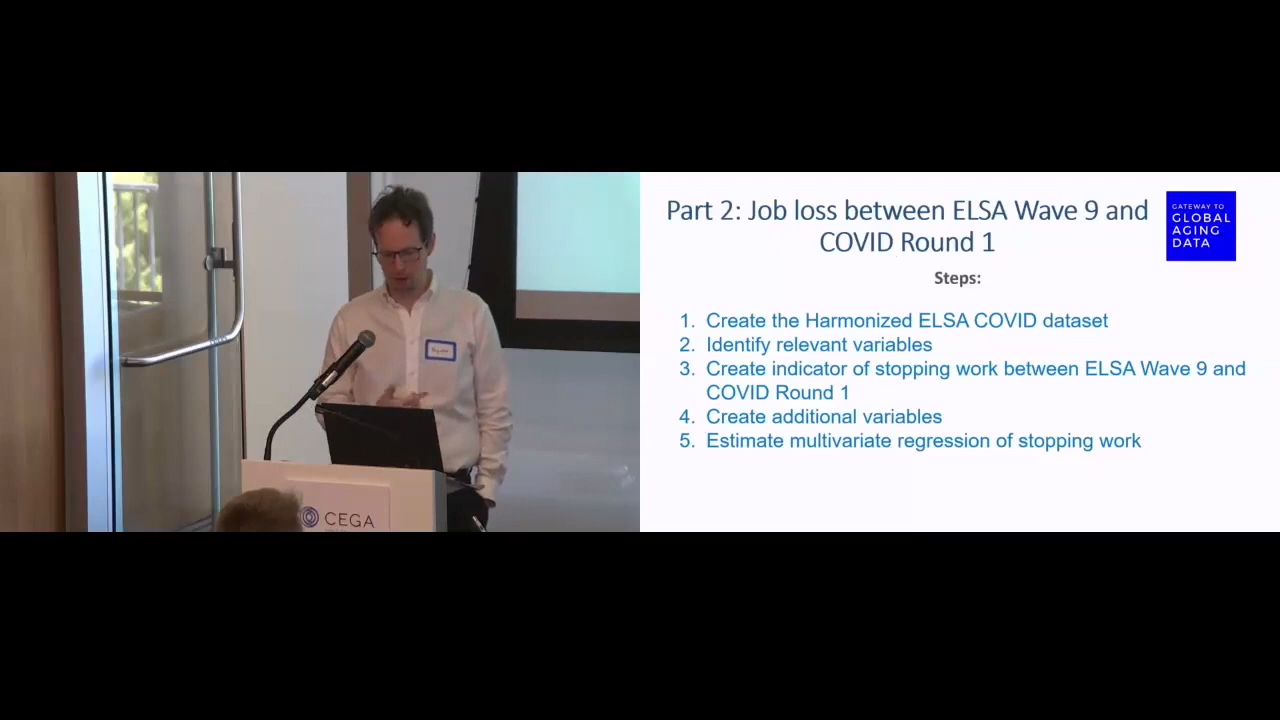 Part 2: Job loss between ELSA Wave 9 and
COVID Round 1
GATEWAY TO
GLOBAL
AGING
DATA
Steps:
1. Create the Harmonized ELSA COVID dataset
2. Identify relevant variables
3. Create indicator of stopping work between ELSA Wave 9 and
COVID Round 1
4. Create additional variables
5. Estimate multivariate regression of stopping work
CEGA